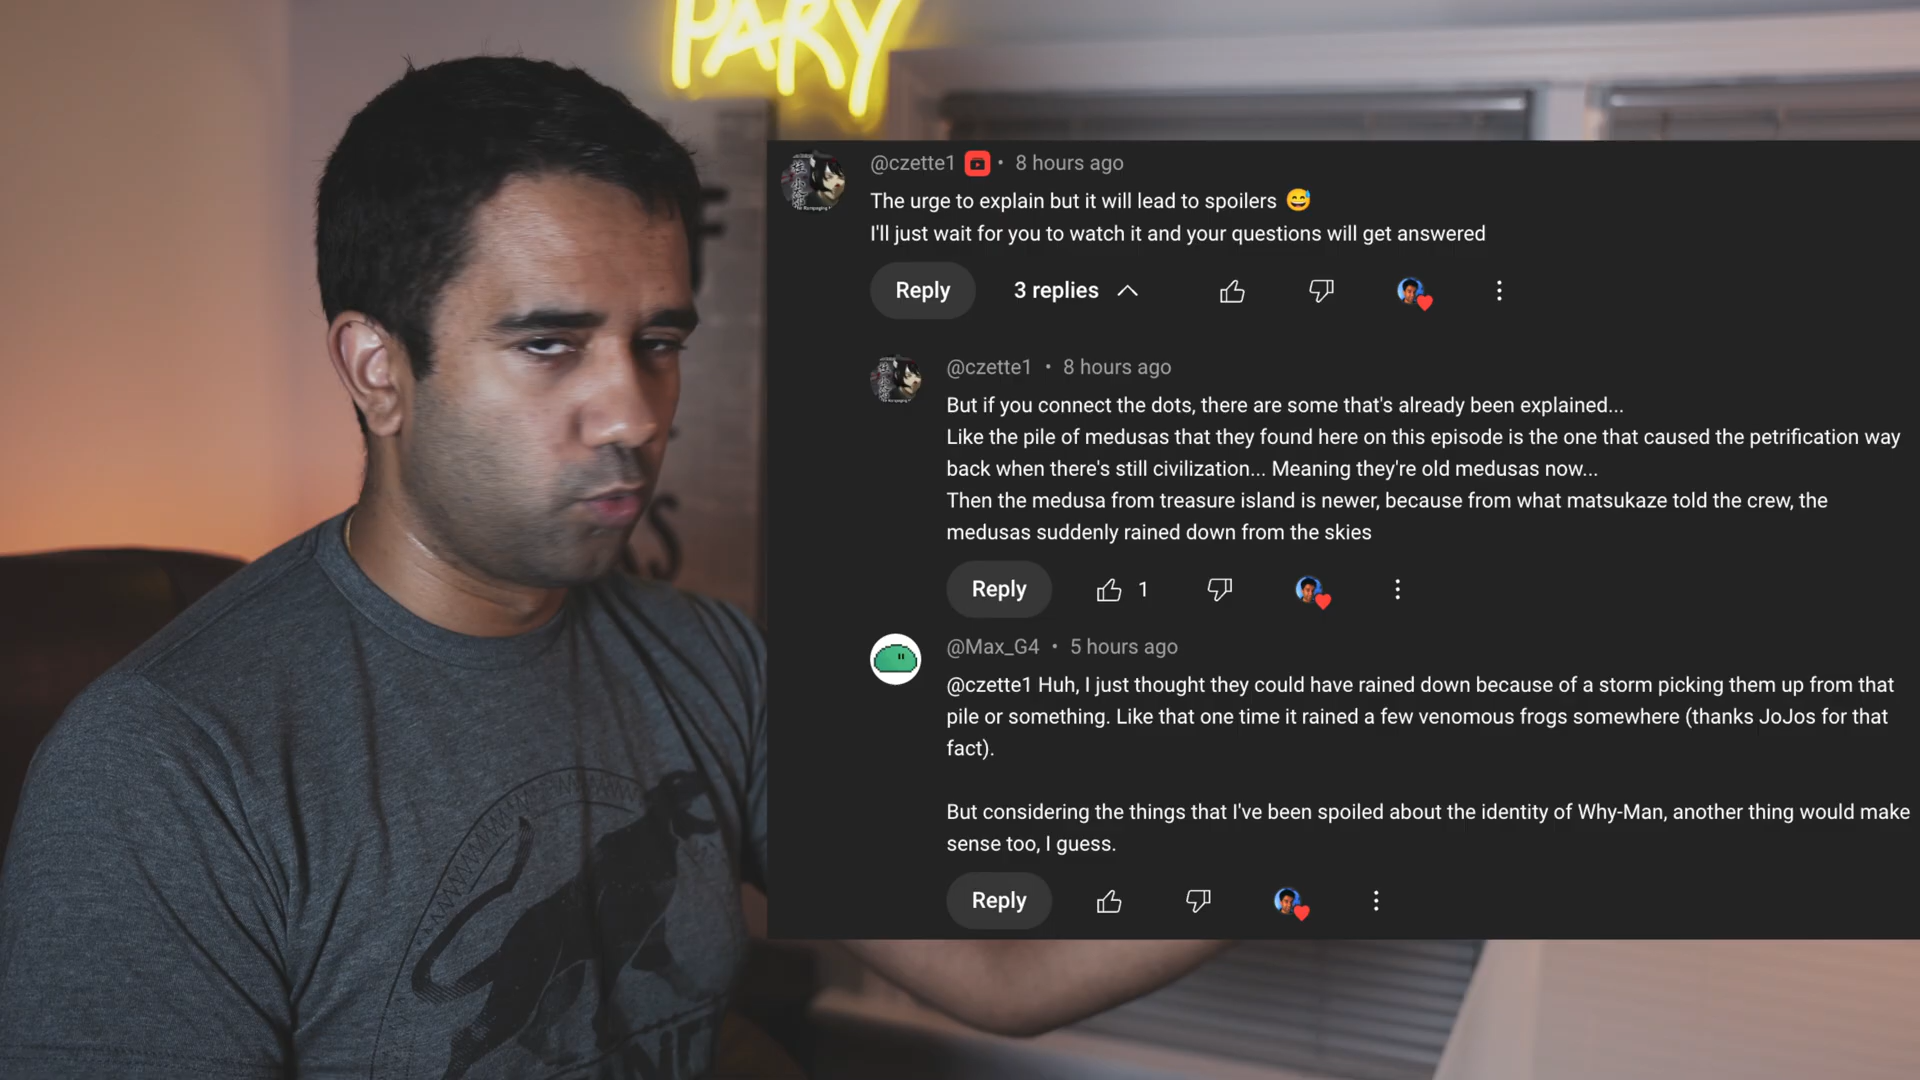 PARY
@czette1 • 8 hours ago
The urge to explain but it will lead to spoilers 😅
I'll just wait for you to watch it and your questions will get answered
Reply 3 replies
@czette1 • 8 hours ago
But if you connect the dots, there are some that's already been explained...
Like the pile of medusas that they found here on this episode is the one that caused the petrification way
back when there's still civilization... Meaning they're old medusas now...
Then the medusa from treasure island is newer, because from what matsukaze told the crew, the
medusas suddenly rained down from the skies
Reply 1
@Max_G4 • 5 hours ago
@czette1 Huh, I just thought they could have rained down because of a storm picking them up from that
pile or something. Like that one time it rained a few venomous frogs somewhere (thanks JoJos for that
fact).
But considering the things that I've been spoiled about the identity of Why-Man, another thing would make
sense too, I guess.
Reply